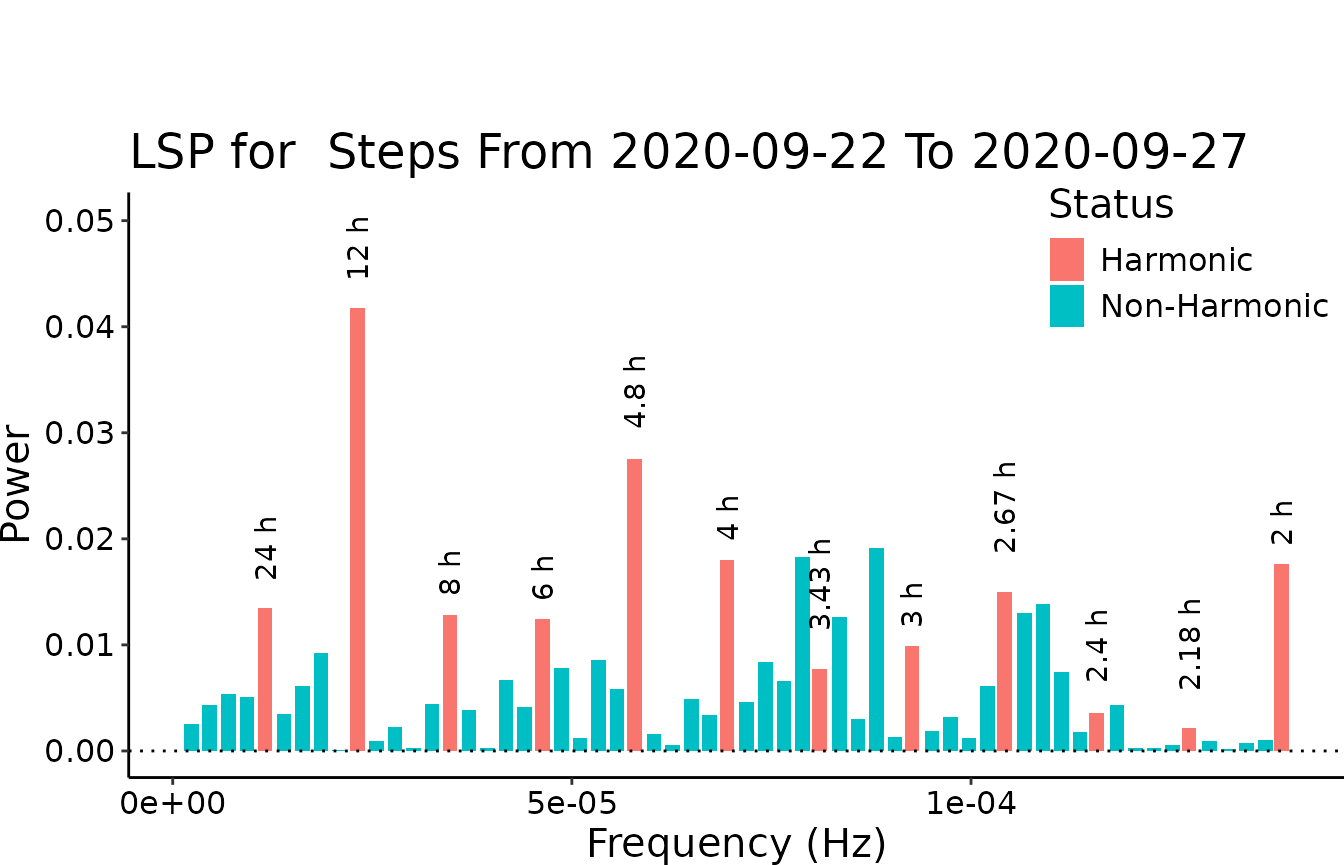 LSP for  Steps From 2020-09-22 To 2020-09-27
Status
Harmonic
Non-Harmonic
Power
0.05
0.04
0.03
0.02
0.01
0.00
24 h
12 h
8 h
6 h
4.8 h
4 h
3.43 h
3 h
2.67 h
2.4 h
2.18 h
2 h
0e+00
5e-05
1e-04
Frequency (Hz)